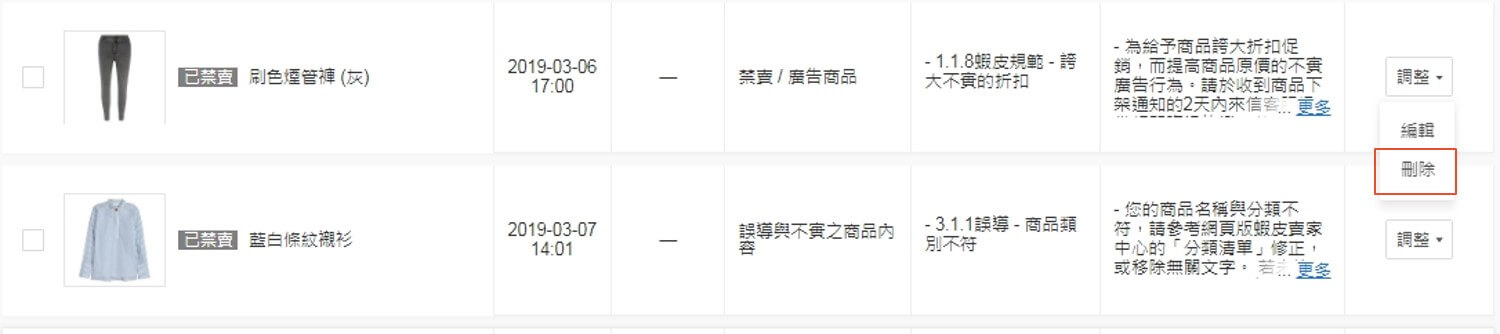 已禁賣 刷色煙管褲 (灰)
2019-03-06
17:00
—
禁賣 / 廣告商品
- 1.1.8蝦皮規範 - 誇
大不實的折扣
- 為給予商品誇大折扣促
銷，而提高商品原價的不實
廣告行為。請於收到商品下
架通知的2天內來信客
... 更多
調整
編輯
刪除
已禁賣 藍白條紋襯衫
2019-03-07
14:01
—
誤導與不實之商品內
容
- 3.1.1誤導 - 商品類
別不符
- 您的商品名稱與分類不
符，請參考網頁版蝦皮賣家
中心的「分類清單」修正，
或移除無關文字。 若
... 更多
調整